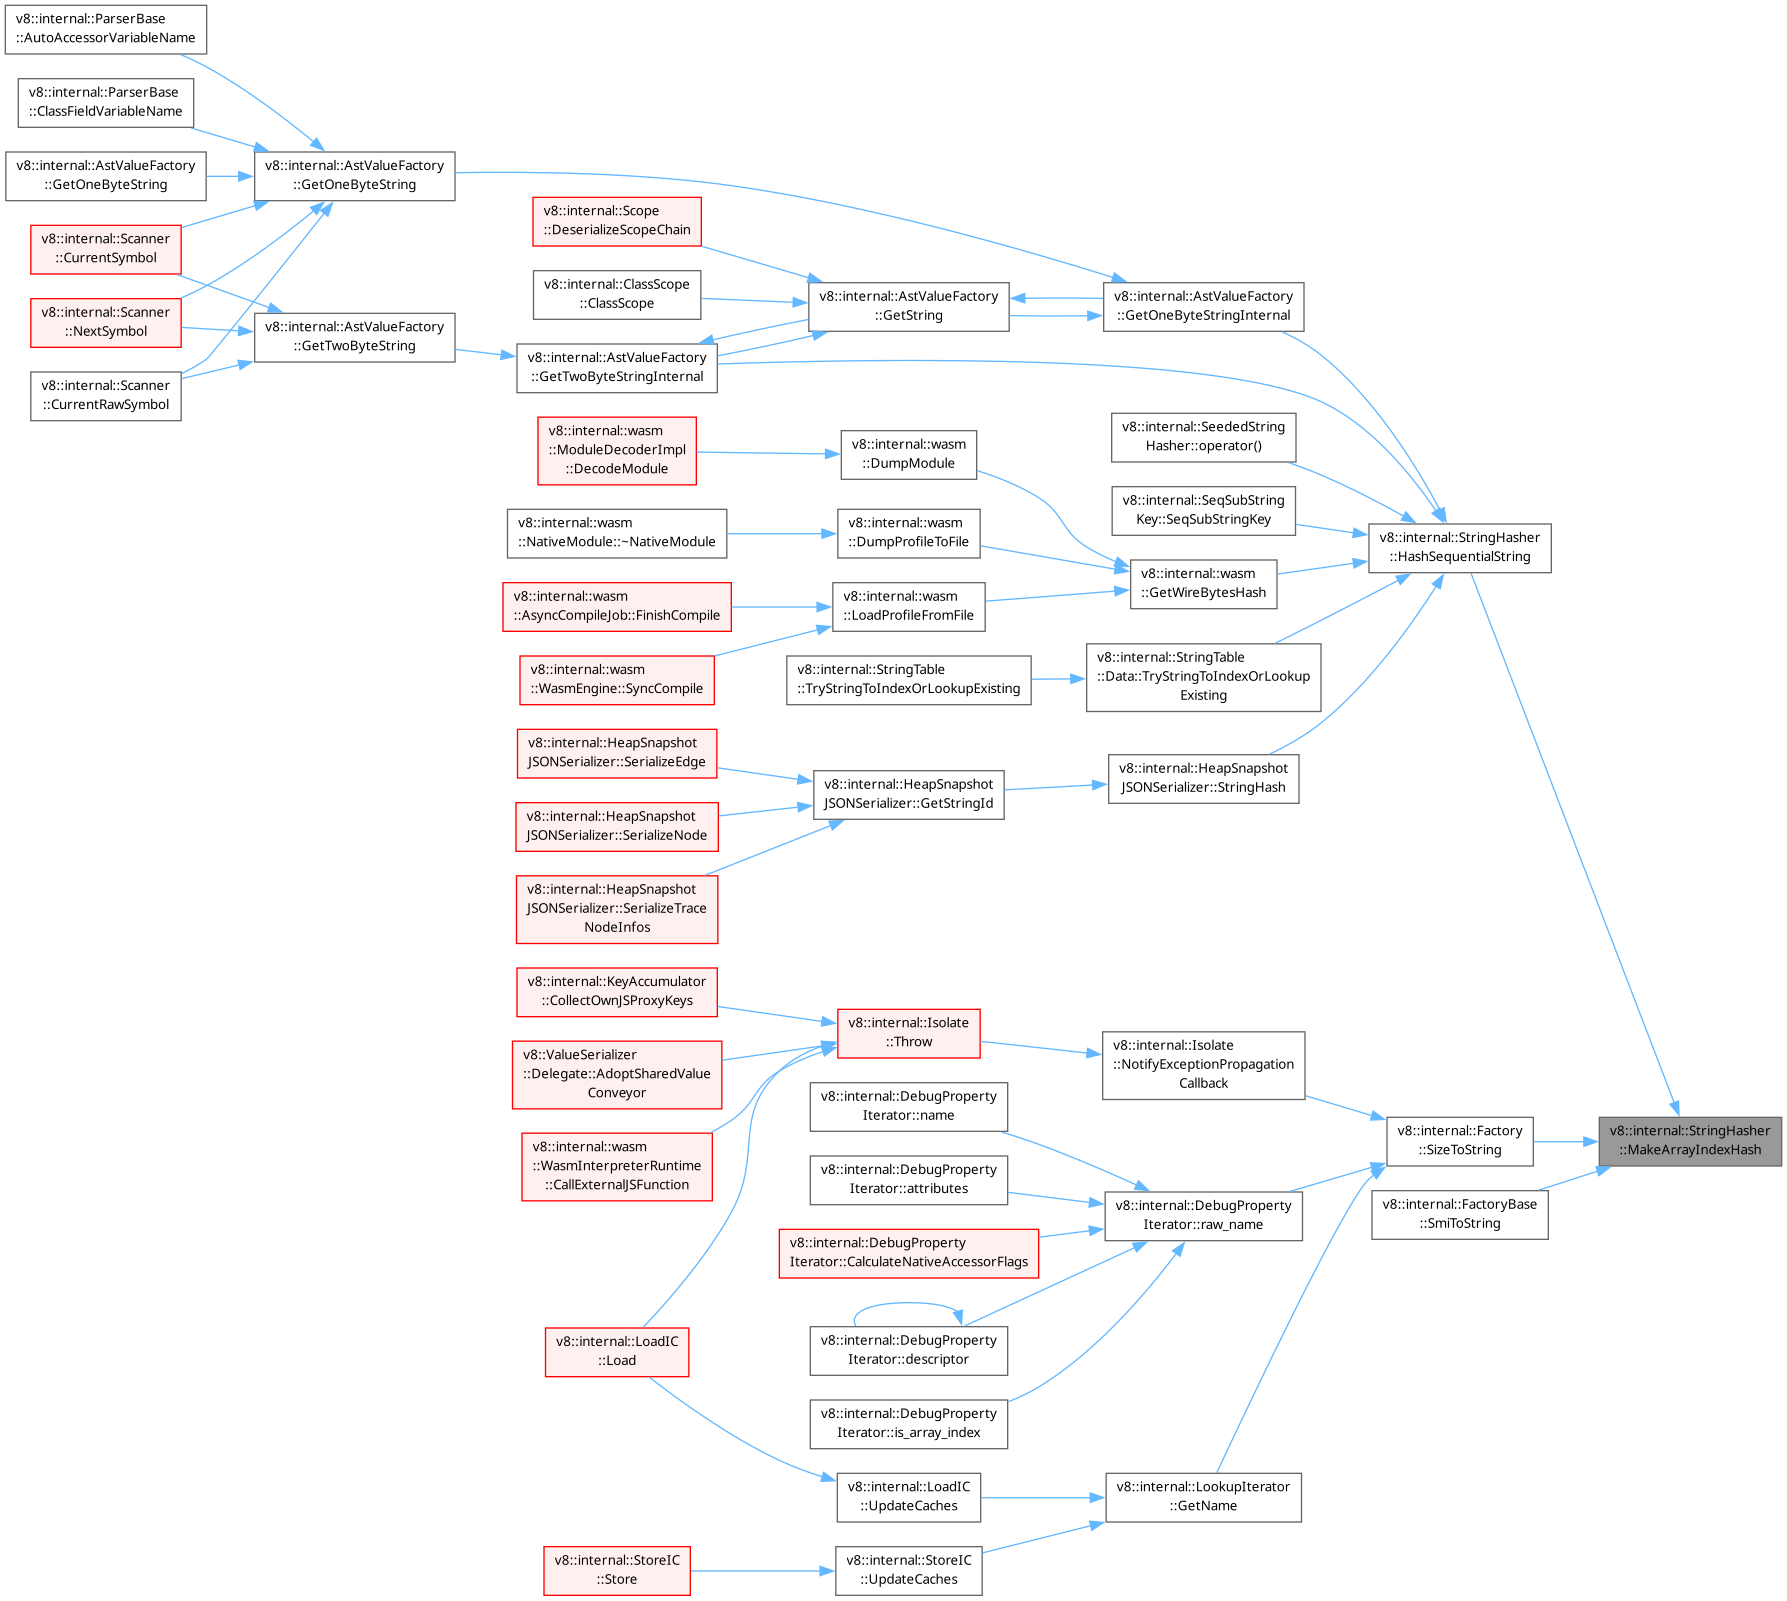 v8::internal::ParserBase
::AutoAccessorVariableName
v8::internal::ParserBase
::ClassFieldVariableName
v8::internal::AstValueFactory
::GetOneByteString
v8::internal::Scanner
::CurrentSymbol
v8::internal::Scanner
::NextSymbol
v8::internal::Scanner
::CurrentRawSymbol
v8::internal::AstValueFactory
::GetOneByteString
v8::internal::AstValueFactory
::GetTwoByteString
v8::internal::Scope
::DeserializeScopeChain
v8::internal::ClassScope
::ClassScope
v8::internal::AstValueFactory
::GetTwoByteStringInternal
v8::internal::wasm
::ModuleDecoderImpl
::DecodeModule
v8::internal::wasm
::NativeModule::~NativeModule
v8::internal::wasm
::AsyncCompileJob::FinishCompile
v8::internal::wasm
::WasmEngine::SyncCompile
v8::internal::HeapSnapshot
JSONSerializer::SerializeEdge
v8::internal::HeapSnapshot
JSONSerializer::SerializeNode
v8::internal::HeapSnapshot
JSONSerializer::SerializeTrace
NodeInfos
v8::internal::KeyAccumulator
::CollectOwnJSProxyKeys
v8::ValueSerializer
::Delegate::AdoptSharedValue
Conveyor
v8::internal::wasm
::WasmInterpreterRuntime
::CallExternalJSFunction
v8::internal::LoadIC
::Load
v8::internal::StoreIC
::Store
v8::internal::AstValueFactory
::GetString
v8::internal::wasm
::DumpModule
v8::internal::wasm
::DumpProfileToFile
v8::internal::wasm
::LoadProfileFromFile
v8::internal::StringTable
::TryStringToIndexOrLookupExisting
v8::internal::HeapSnapshot
JSONSerializer::GetStringId
v8::internal::Isolate
::Throw
v8::internal::DebugProperty
Iterator::name
v8::internal::DebugProperty
Iterator::attributes
v8::internal::DebugProperty
Iterator::CalculateNativeAccessorFlags
v8::internal::DebugProperty
Iterator::descriptor
v8::internal::DebugProperty
Iterator::is_array_index
v8::internal::LoadIC
::UpdateCaches
v8::internal::StoreIC
::UpdateCaches
v8::internal::AstValueFactory
::GetOneByteStringInternal
v8::internal::SeededString
Hasher::operator()
v8::internal::SeqSubString
Key::SeqSubStringKey
v8::internal::wasm
::GetWireBytesHash
v8::internal::StringTable
::Data::TryStringToIndexOrLookup
Existing
v8::internal::HeapSnapshot
JSONSerializer::StringHash
v8::internal::Isolate
::NotifyExceptionPropagation
Callback
v8::internal::DebugProperty
Iterator::raw_name
v8::internal::LookupIterator
::GetName
v8::internal::StringHasher
::HashSequentialString
v8::internal::Factory
::SizeToString
v8::internal::FactoryBase
::SmiToString
v8::internal::StringHasher
::MakeArrayIndexHash